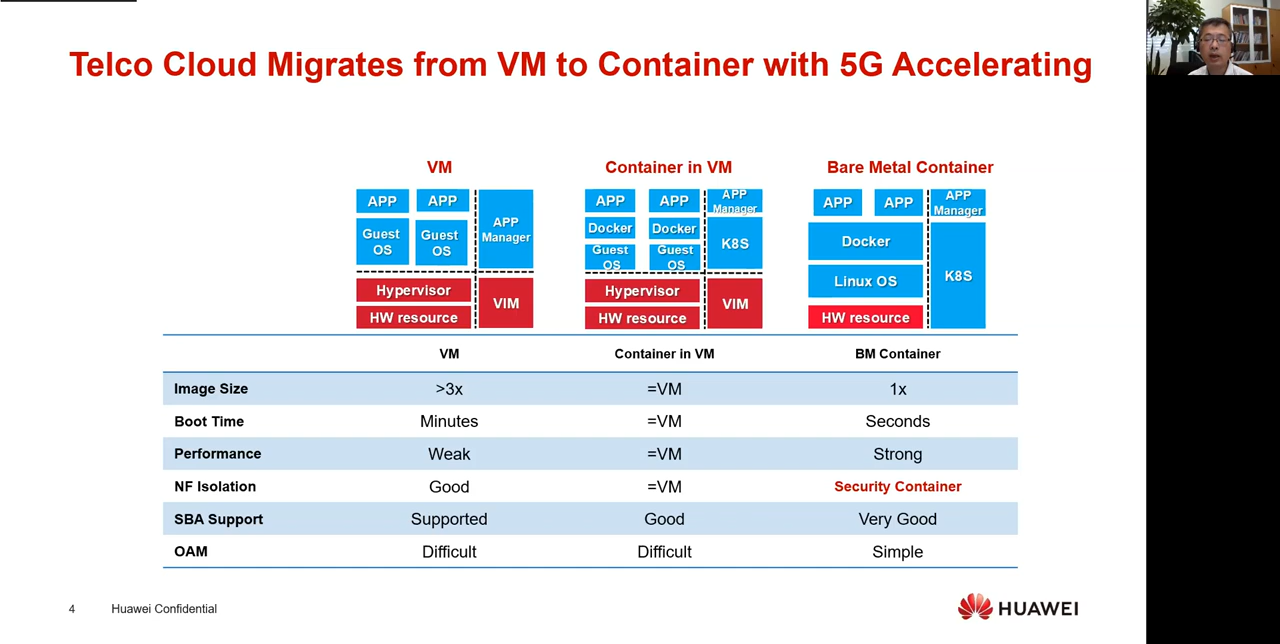 Telco Cloud Migrates from VM to Container with 5G Accelerating
VM
APP
APP
APP Manager
Guest OS
Guest OS
Hypervisor
VIM
HW resource
Container in VM
APP
APP
APP Manager
Docker
Docker
K8S
Guest OS
Guest OS
Hypervisor
VIM
HW resource
Bare Metal Container
APP
APP
APP Manager
Docker
K8S
Linux OS
HW resource
VM Container in VM BM Container
Image Size >3x =VM 1x
Boot Time Minutes =VM Seconds
Performance Weak =VM Strong
NF Isolation Good =VM Security Container
SBA Support Supported Good Very Good
OAM Difficult Difficult Simple
4 Huawei Confidential
HUAWEI